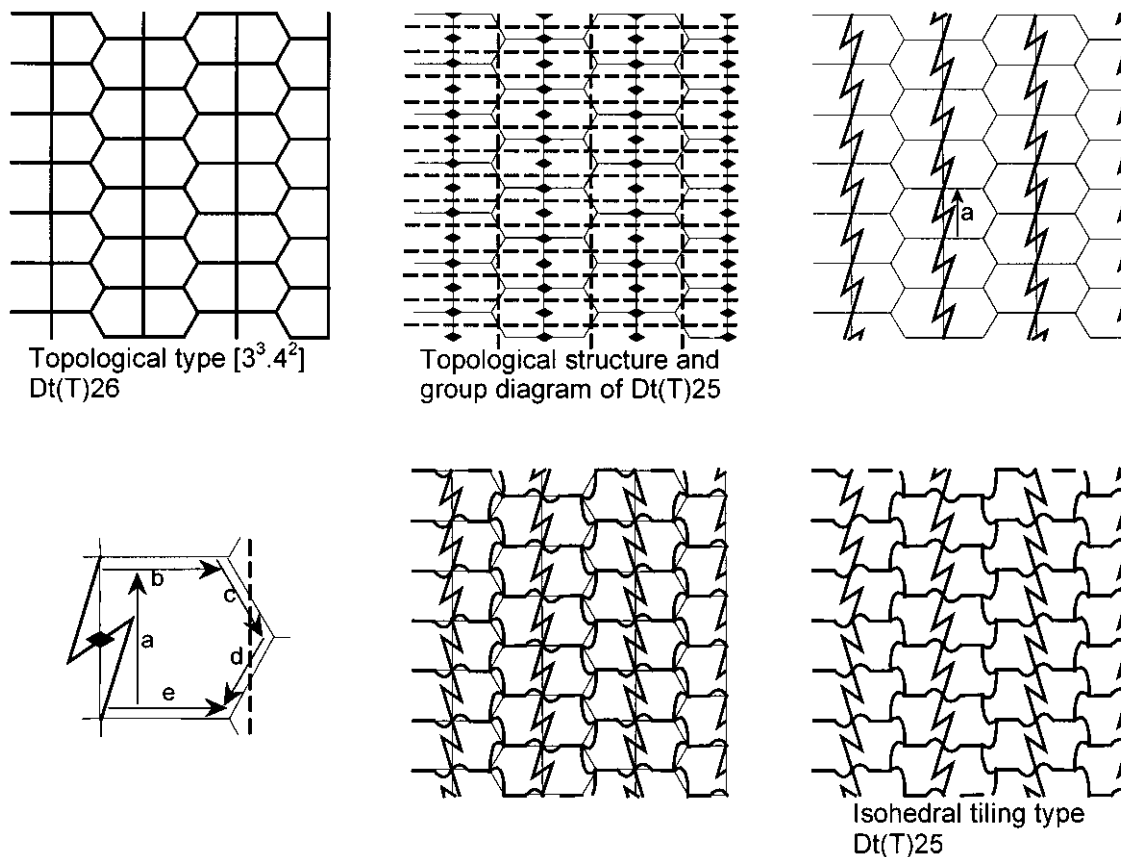 Topological type [3³.4²]
Dt(T)26
Topological structure and
group diagram of Dt(T)25
a
b
c
a
d
e
Isohedral tiling type
Dt(T)25